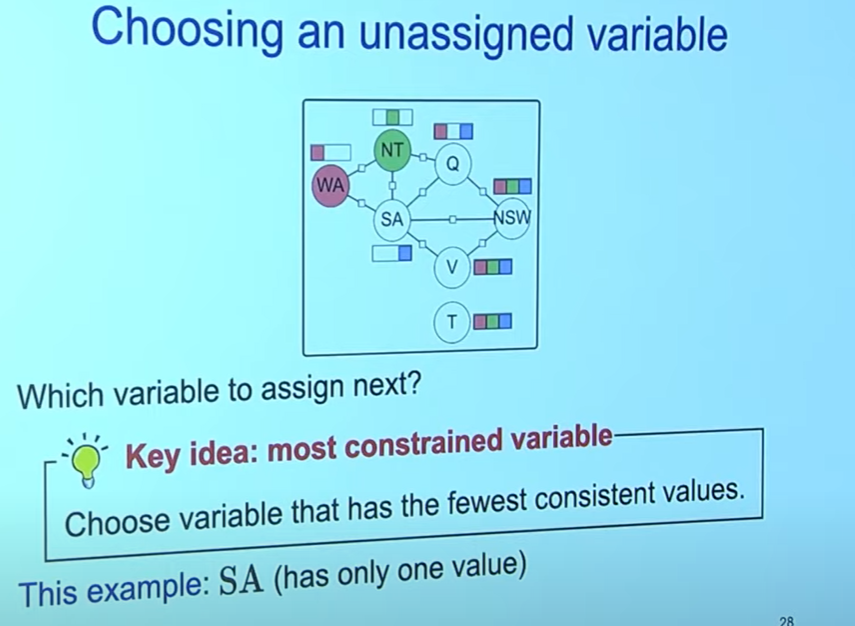 Choosing an unassigned variable
NT
Q
WA
SA
NSW
V
T
Which variable to assign next?
Key idea: most constrained variable
Choose variable that has the fewest consistent values.
This example: SA (has only one value)
28